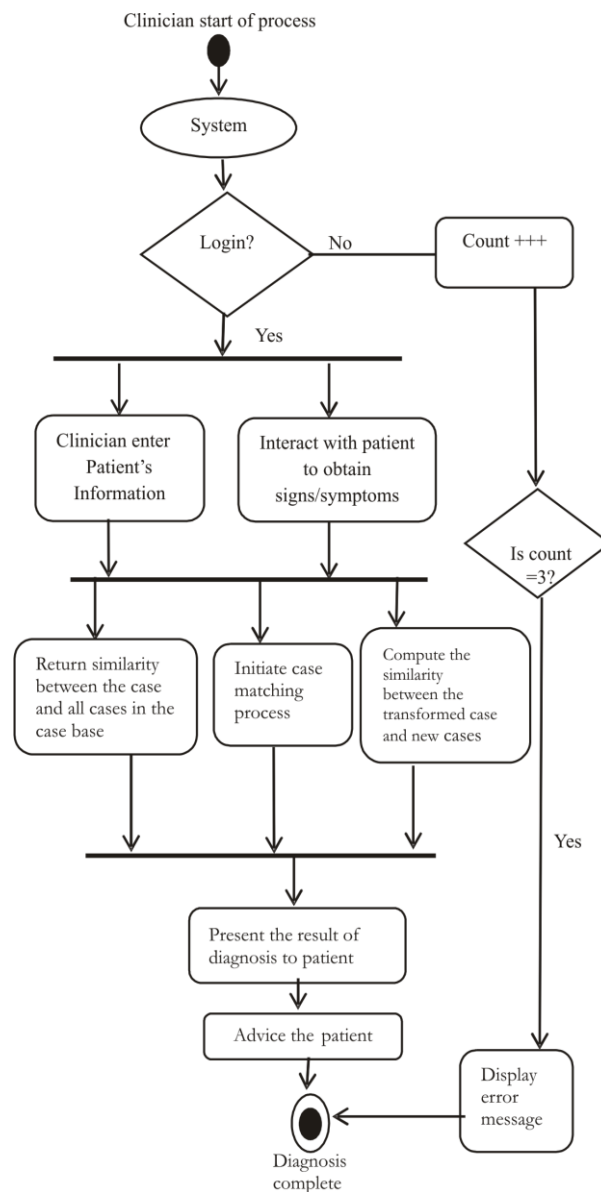 Clinician start of process
System
Login?
No
Count +++
Yes
Clinician enter
Patient’s
Information
Interact with patient
to obtain
signs/symptoms
Is count
=3?
Return similarity
between the case
and all cases in the
case base
Initiate case
matching
process
Compute the
similarity
between the
transformed case
and new cases
Yes
Present the result of
diagnosis to patient
Advice the patient
Display
error
message
Diagnosis
complete